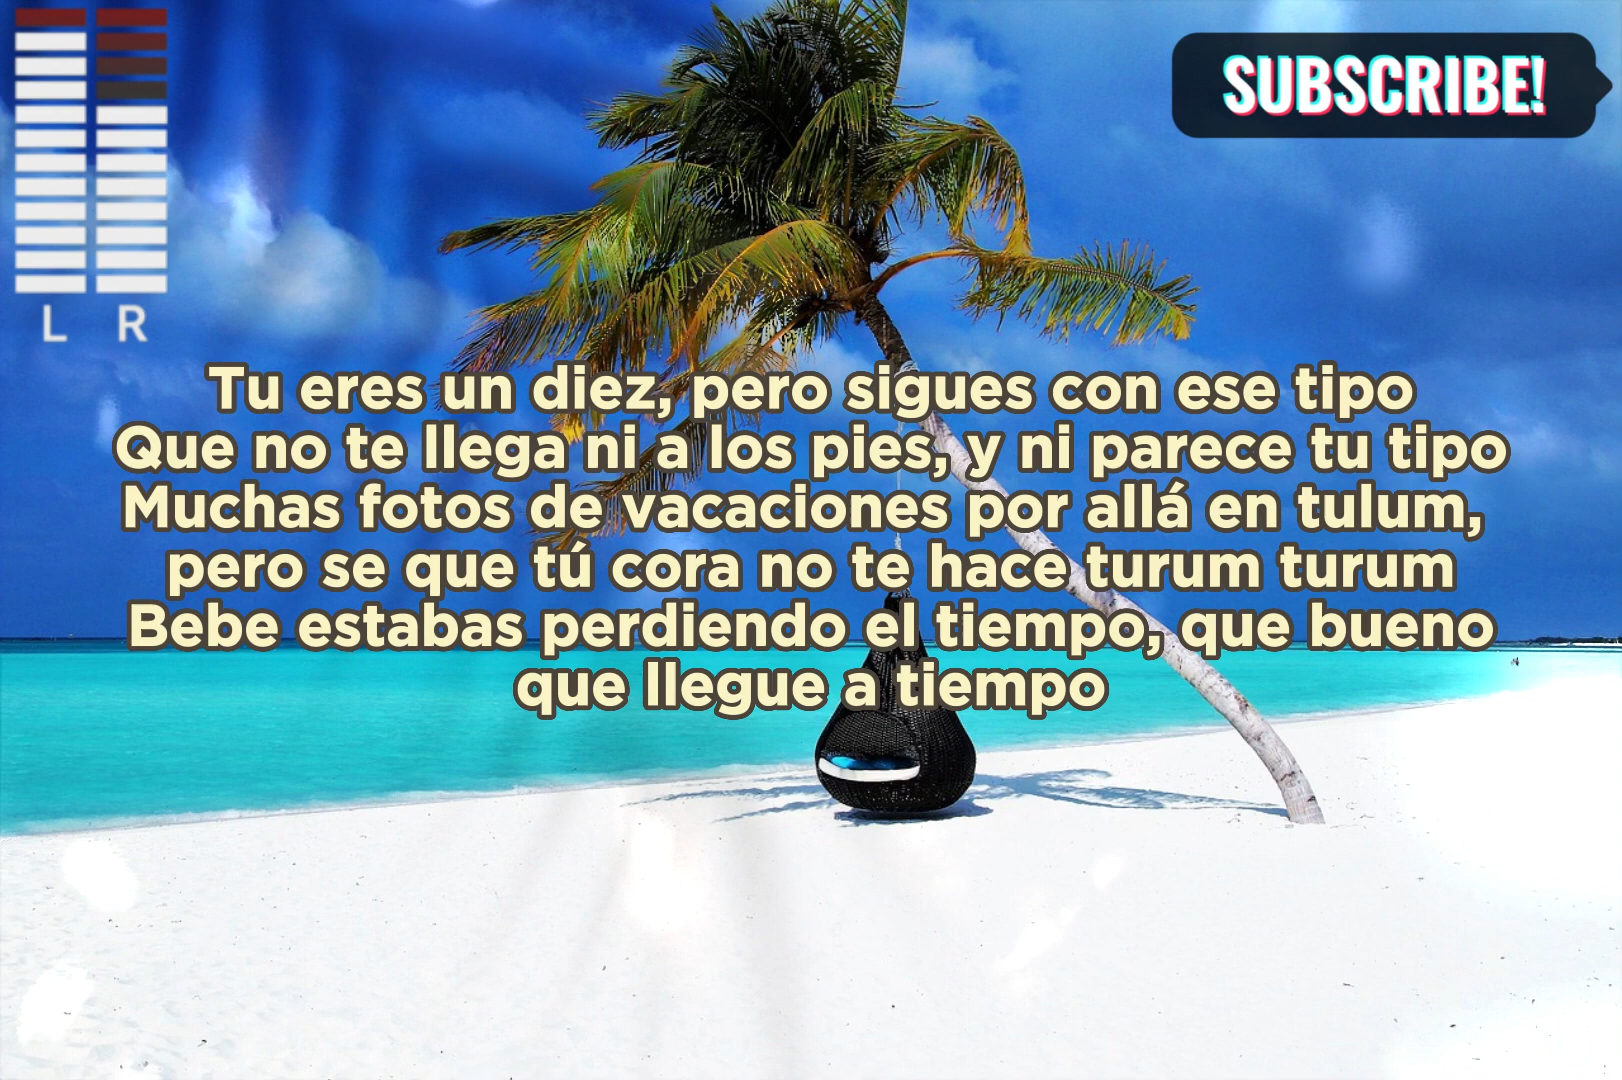 SUBSCRIBE!
L R
Tu eres un diez, pero sigues con ese tipo
Que no te llega ni a los pies, y ni parece tu tipo
Muchas fotos de vacaciones por allá en tulum,
pero se que tú cora no te hace turum turum
Bebe estabas perdiendo el tiempo, que bueno
que llegue a tiempo